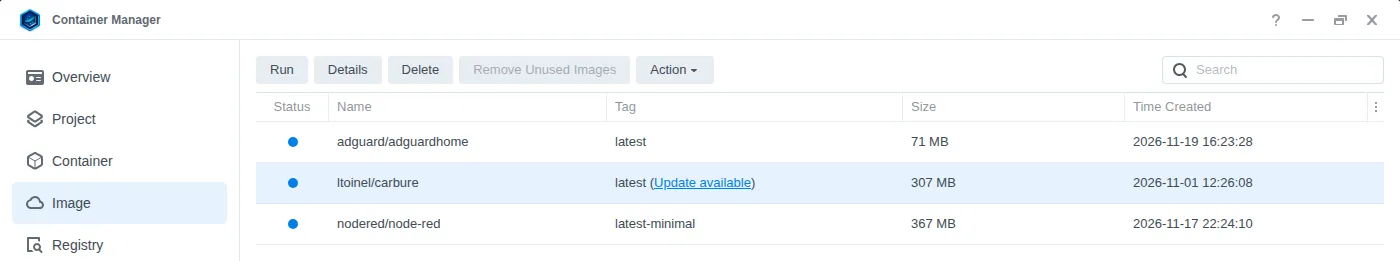 Container Manager
Overview
Project
Container
Image
Registry
Run Details Delete Remove Unused Images Action Search
Status Name Tag Size Time Created
adguard/adguardhome latest 71 MB 2026-11-19 16:23:28
ltoinel/carbure latest (Update available) 307 MB 2026-11-01 12:26:08
nodered/node-red latest-minimal 367 MB 2026-11-17 22:24:10